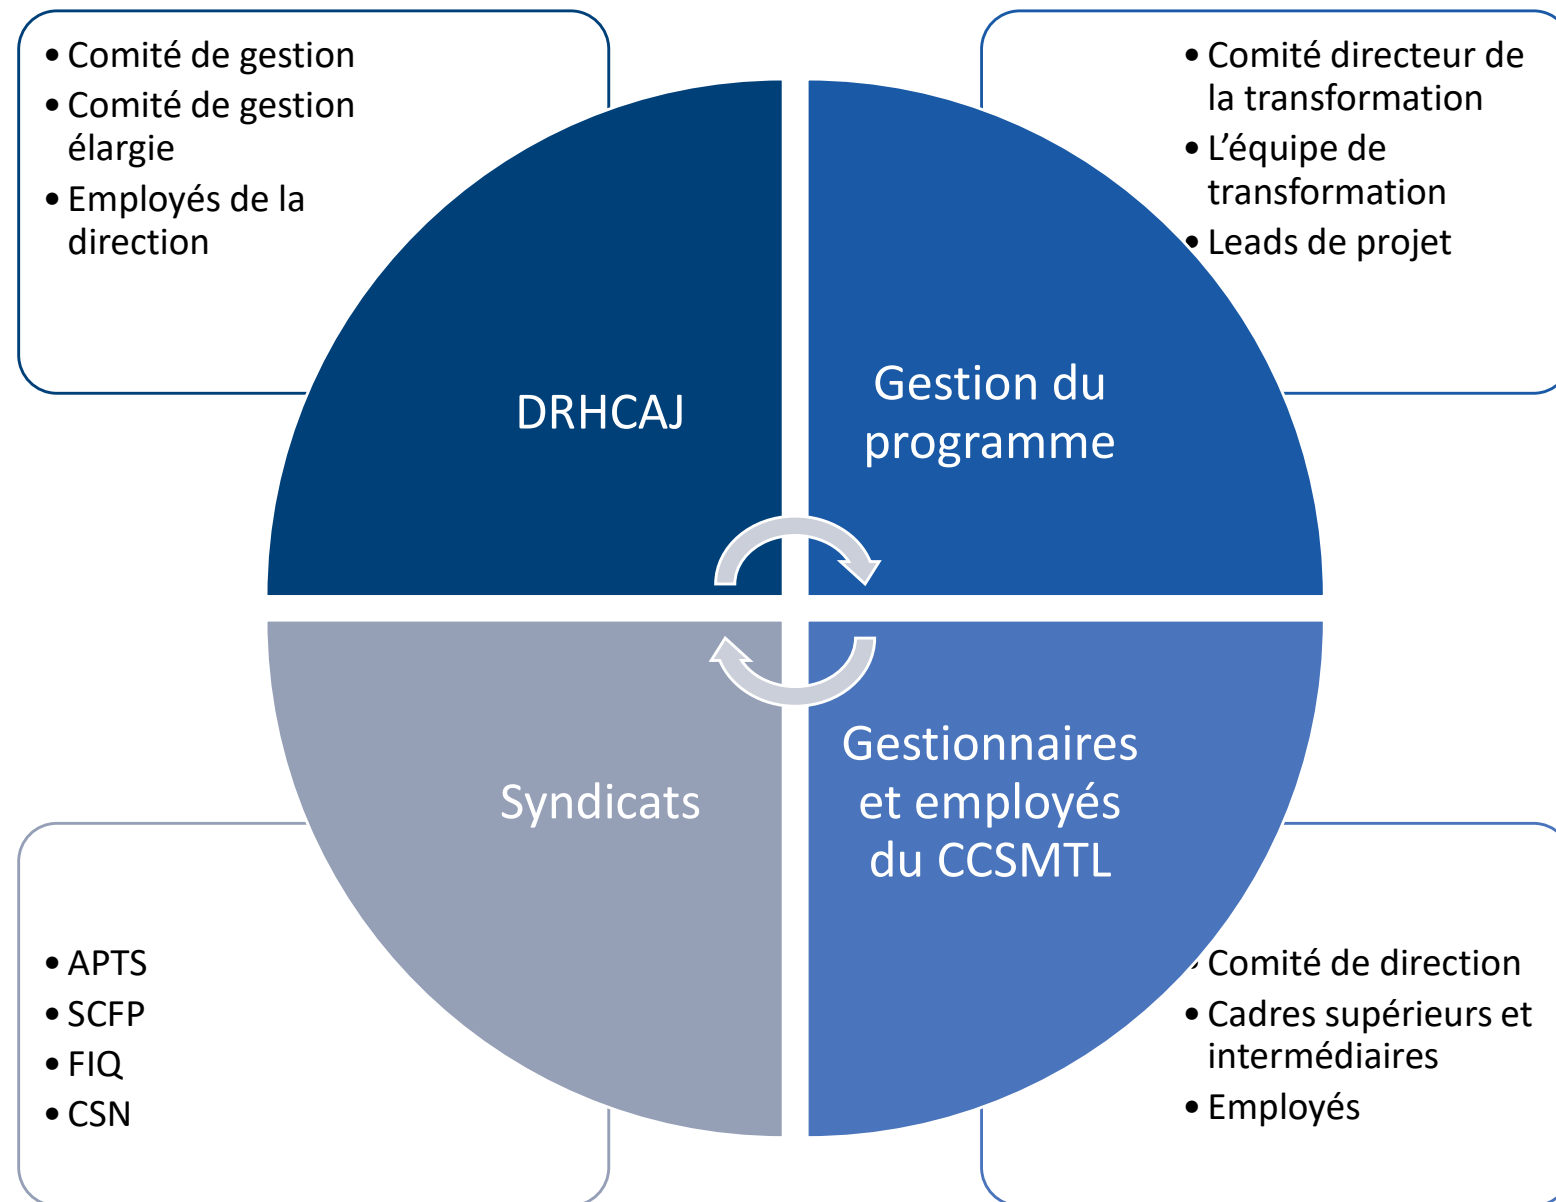 • Comité de gestion
• Comité de gestion
élargie
• Employés de la
direction
• Comité directeur de
la transformation
• L’équipe de
transformation
• Leads de projet
DRHCAJ
Gestion du
programme
Syndicats
Gestionnaires
et employés
du CCSMTL
• APTS
• SCFP
• FIQ
• CSN
• Comité de direction
• Cadres supérieurs et
intermédiaires
• Employés